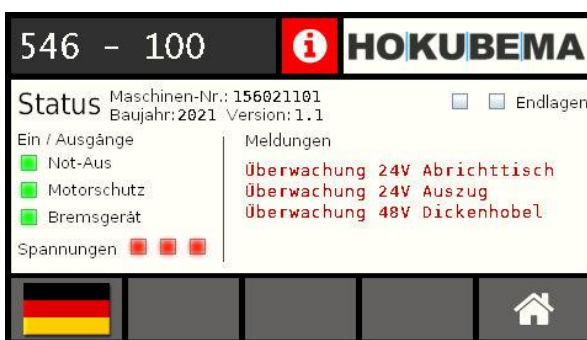 546 - 100
i HOKUBEMA
Status Maschinen-Nr.: 156021101
Baujahr: 2021 Version: 1.1
Endlagen
Ein / Ausgänge
Not-Aus
Motorschutz
Bremsgerät
Spannungen
Meldungen
Überwachung 24V Abrichttisch
Überwachung 24V Auszug
Überwachung 48V Dickenhobel